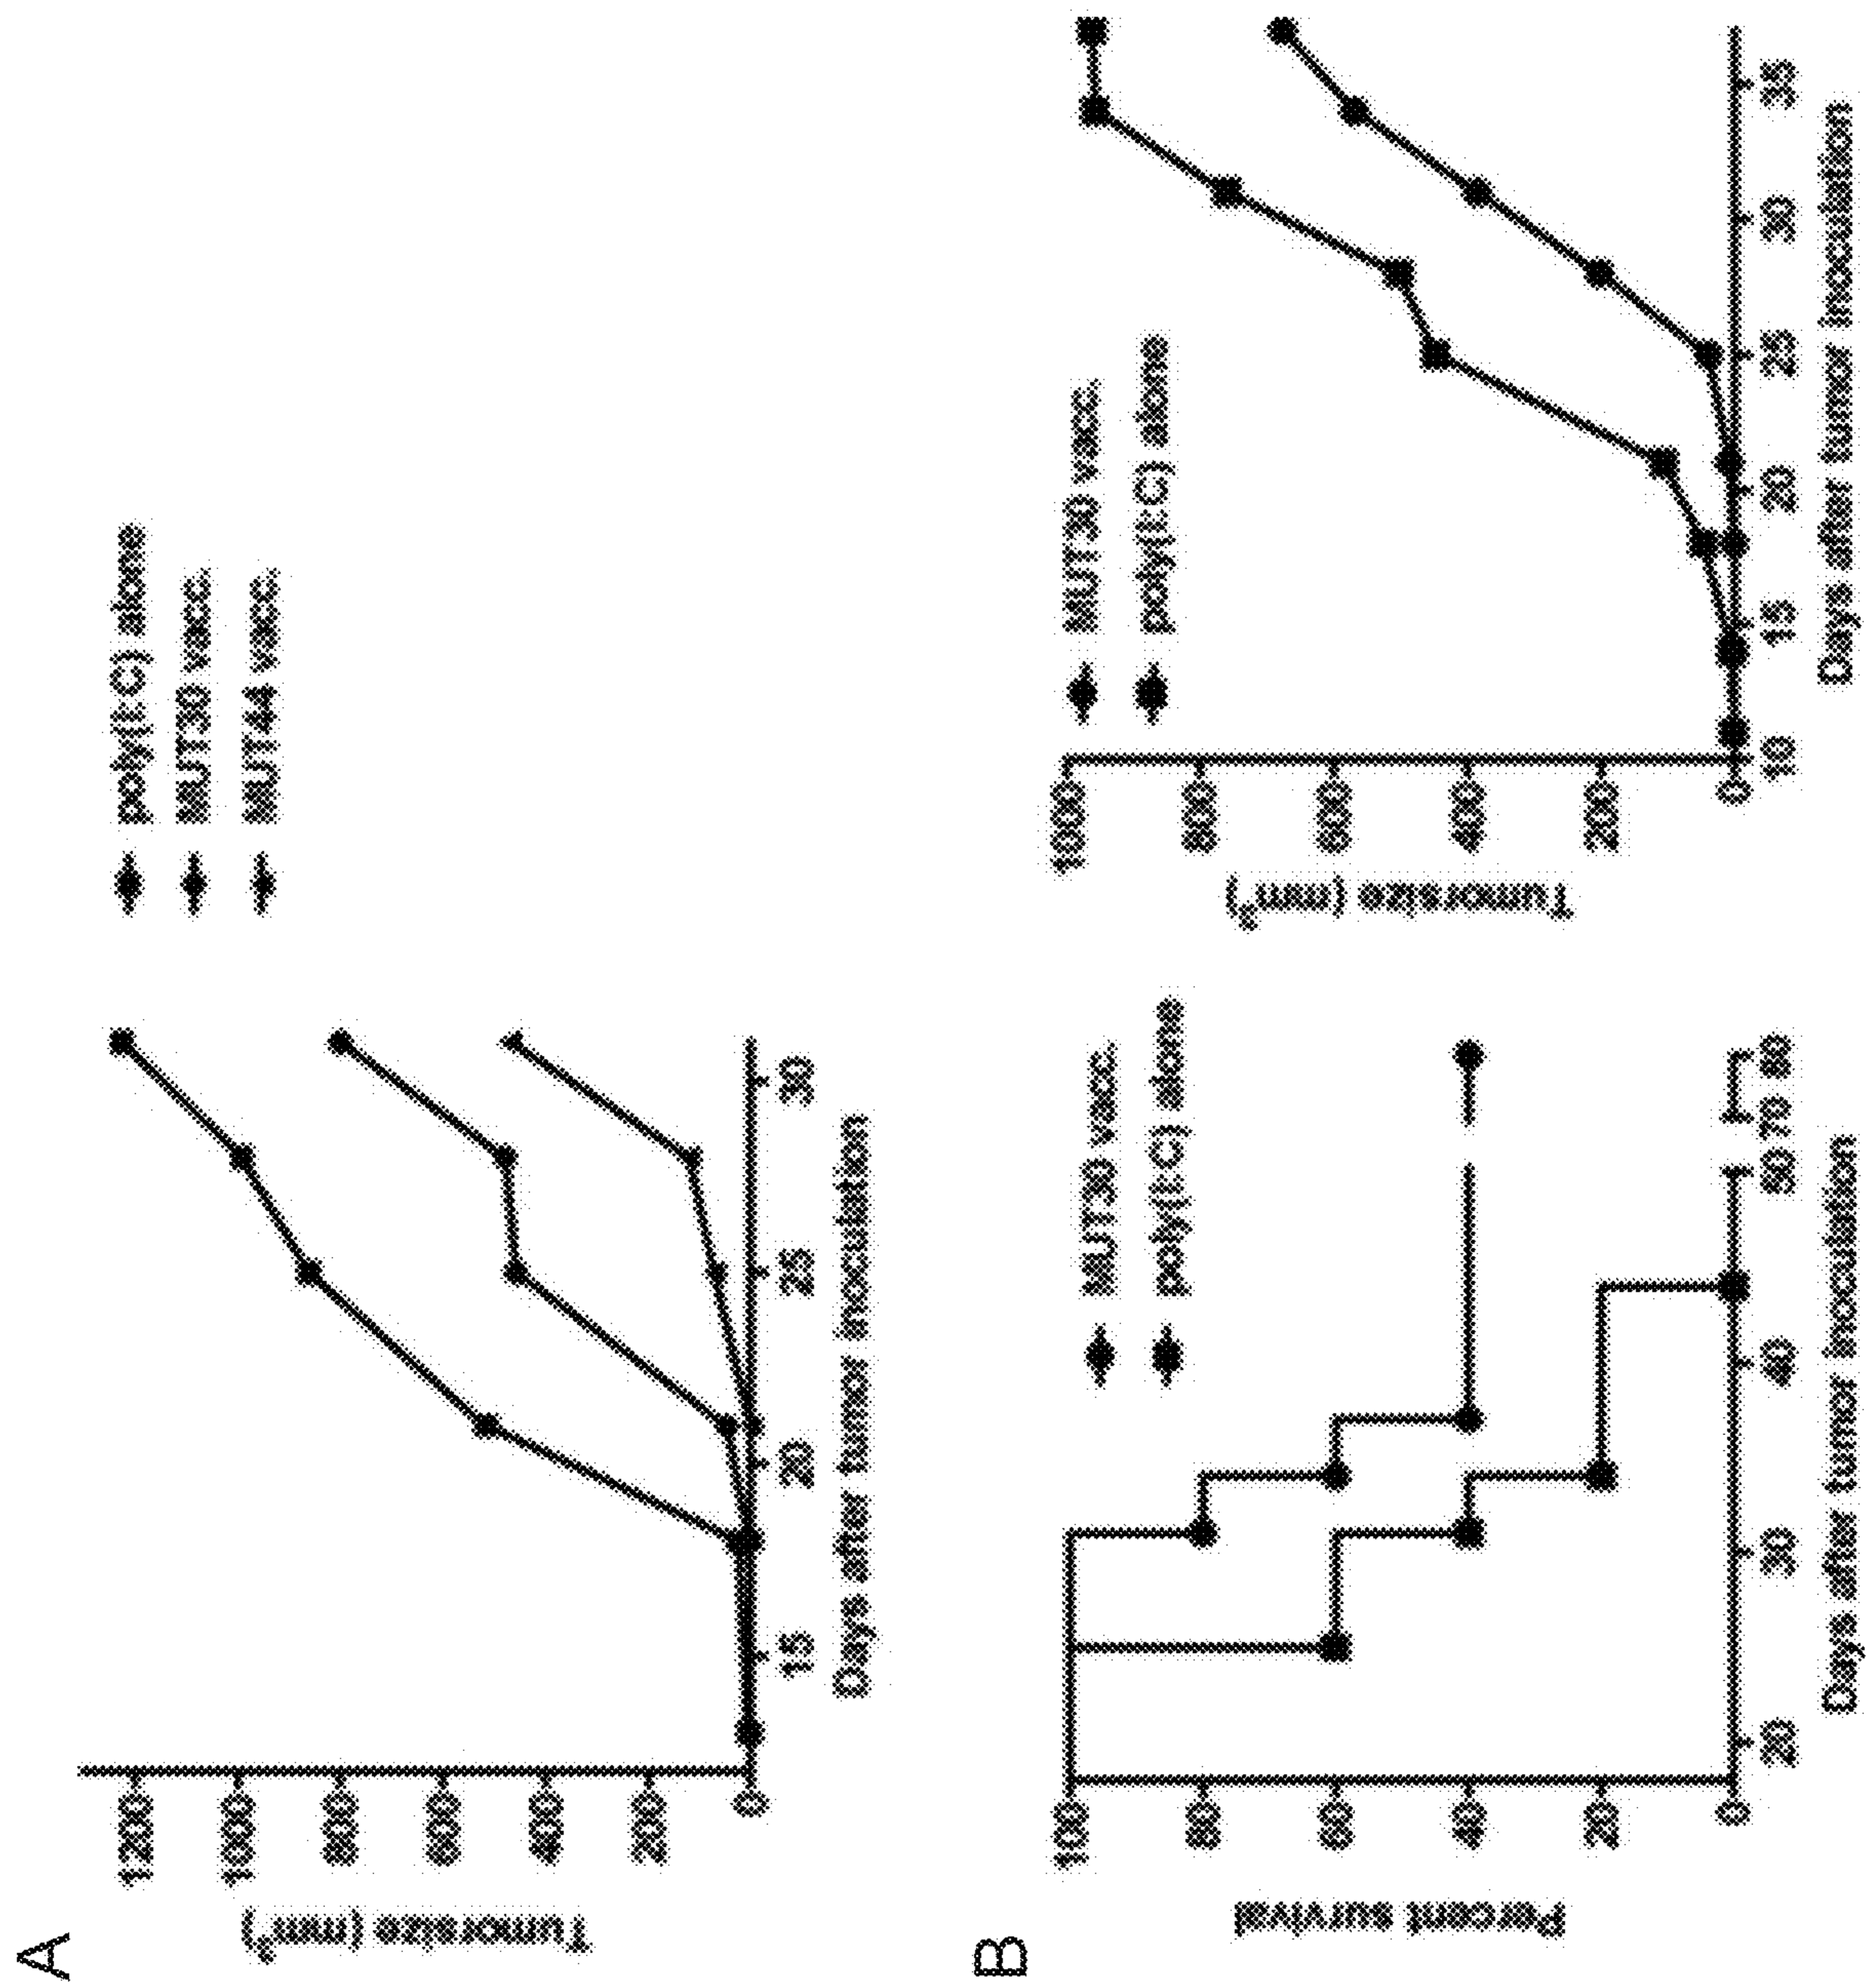 A
Tumorsize (mm³)
1200
1000
800
600
400
200
0
15
20
25
30
Days after tumor inoculation
poly(I:C) alone
MUT30 vacc.
MUT44 vacc.
B
Percent survival
100
80
60
40
20
0
20
30
40
50
70
80
Days after tumor inoculation
MUT30 vacc.
poly(I:C) alone
Tumorsize (mm³)
1000
800
600
400
200
0
10
15
20
25
30
35
Days after tumor inoculation
MUT30 vacc.
poly(I:C) alone